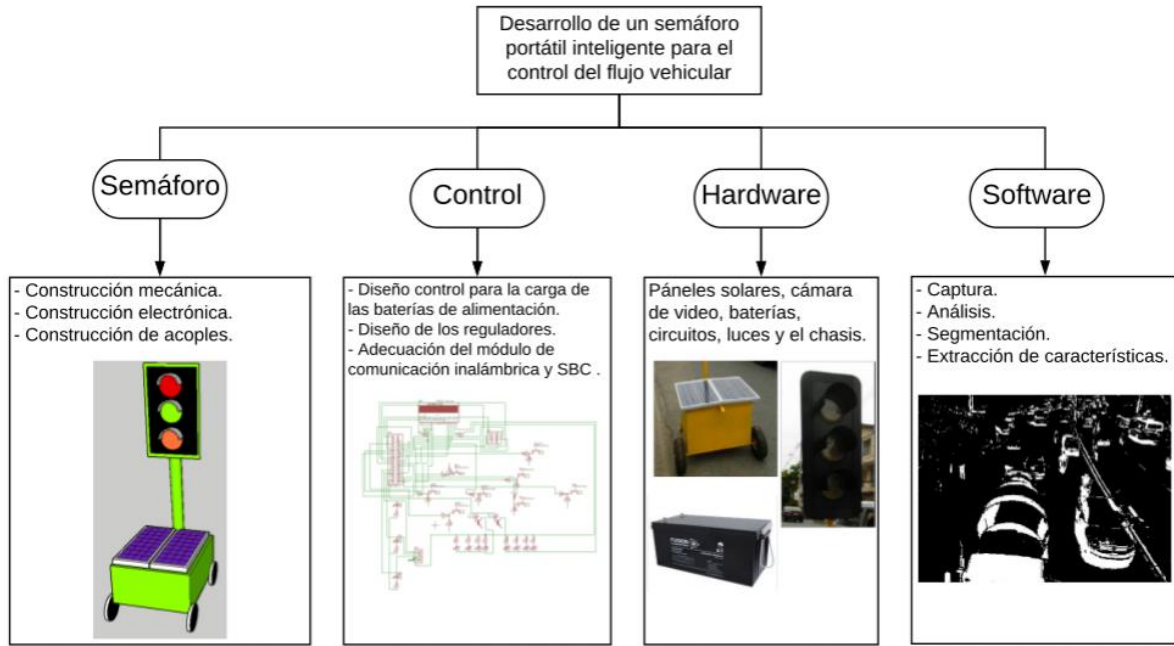 Desarrollo de un semáforo
portátil inteligente para el
control del flujo vehicular
Semáforo
Control
Hardware
Software
- Construcción mecánica.
- Construcción electrónica.
- Construcción de acoples.
- Diseño control para la carga de
las baterías de alimentación.
- Diseño de los reguladores.
- Adecuación del módulo de
comunicación inalámbrica y SBC .
Páneles solares, cámara
de video, baterías,
circuitos, luces y el chasis.
- Captura.
- Análisis.
- Segmentación.
- Extracción de características.